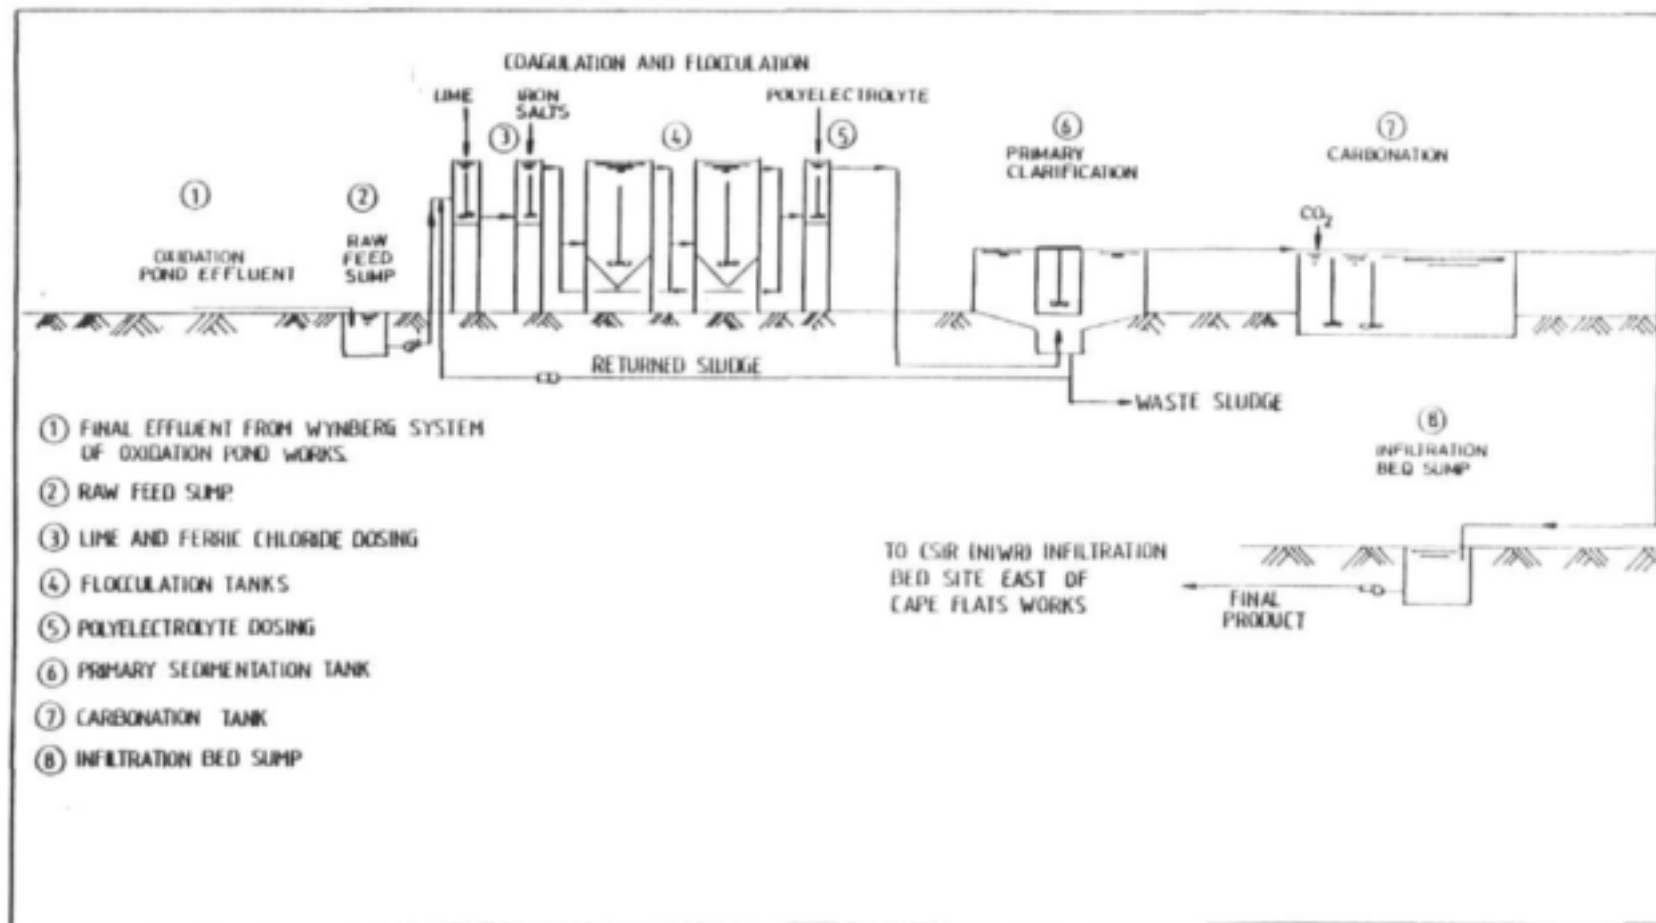 COAGULATION AND FLOCCULATION
LIME
IRON
SALTS
POLYELECTROLYTE
3
4
5
6
PRIMARY
CLARIFICATION
7
CARBONATION
1
OXIDATION
POND EFFLUENT
2
RAW
FEED
SUMP
CO2
RETURNED SLUDGE
WASTE SLUDGE
8
INFILTRATION
BED SUMP
TO CSIR (NIWR) INFILTRATION
BED SITE EAST OF
CAPE FLATS WORKS
FINAL
PRODUCT
1 FINAL EFFLUENT FROM WYNBERG SYSTEM
OF OXIDATION POND WORKS.
2 RAW FEED SUMP.
3 LIME AND FERRIC CHLORIDE DOSING
4 FLOCCULATION TANKS
5 POLYELECTROLYTE DOSING
6 PRIMARY SEDIMENTATION TANK
7 CARBONATION TANK
8 INFILTRATION BED SUMP